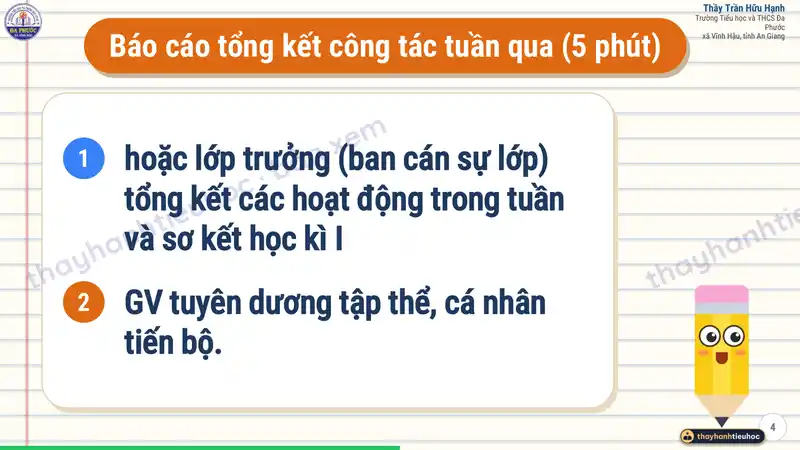 Thầy Trần Hữu Hạnh
Trường Tiểu học và THCS Đa
Phước
xã Vĩnh Hậu, tỉnh An Giang
ĐA PHƯỚC
Báo cáo tổng kết công tác tuần qua (5 phút)
1 hoặc lớp trưởng (ban cán sự lớp)
tổng kết các hoạt động trong tuần
và sơ kết học kì I
2 GV tuyên dương tập thể, cá nhân
tiến bộ.
thayhanhtieuhoc
4